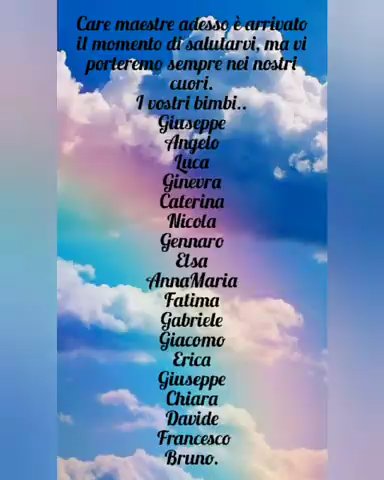 Care maestre adesso è arrivato
il momento di salutarvi, ma vi
porteremo sempre nei nostri
cuori.
I vostri bimbi..
Giuseppe
Angelo
Luca
Ginevra
Caterina
Nicola
Gennaro
Elsa
AnnaMaria
Fatima
Gabriele
Giacomo
Erica
Giuseppe
Chiara
Davide
Francesco
Bruno.